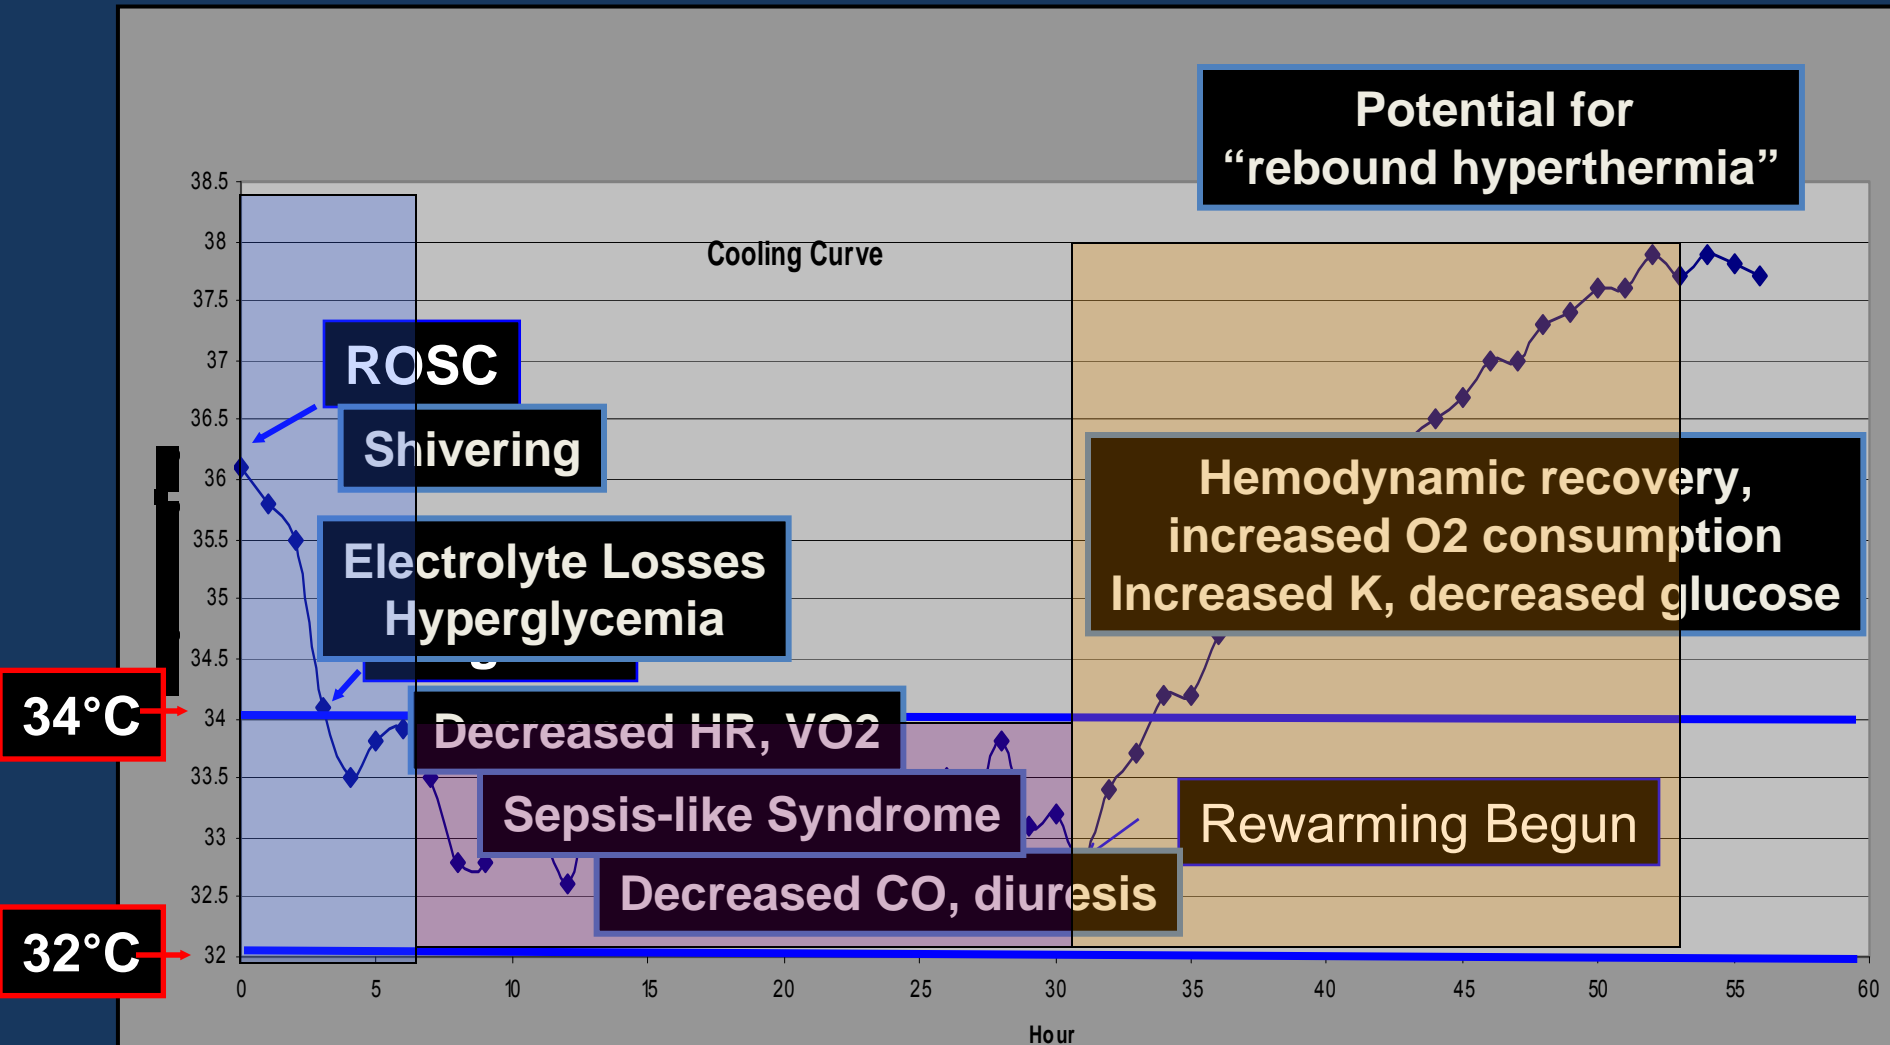 Potential for
“rebound hyperthermia”
38.5
38
Cooling Curve
37.5
37
ROSC
36.5
Shivering
36
Hemodynamic recovery,
increased O2 consumption
Increased K, decreased glucose
35.5
Electrolyte Losses
Hyperglycemia
35
34.5
34°C
34
Decreased HR, VO2
33.5
Sepsis-like Syndrome
Rewarming Begun
33
Decreased CO, diuresis
32.5
32°C
32
0 5 10 15 20 25 30 35 40 45 50 55 60
Hour